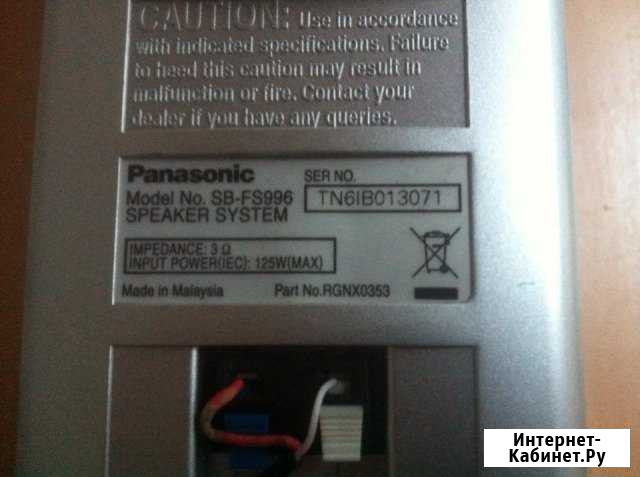 CAUTION: Use in accordance
with indicated specifications. Failure
to heed this caution may result in
malfunction or fire. Contact your
dealer if you have any queries.
Panasonic
SER NO.
Model No. SB-FS996
TN6IB013071
SPEAKER SYSTEM
IMPEDANCE: 3 Ω
INPUT POWER(IEC): 125W(MAX)
Made in Malaysia
Part No.RGNX0353
Интернет-
Кабинет.Ру